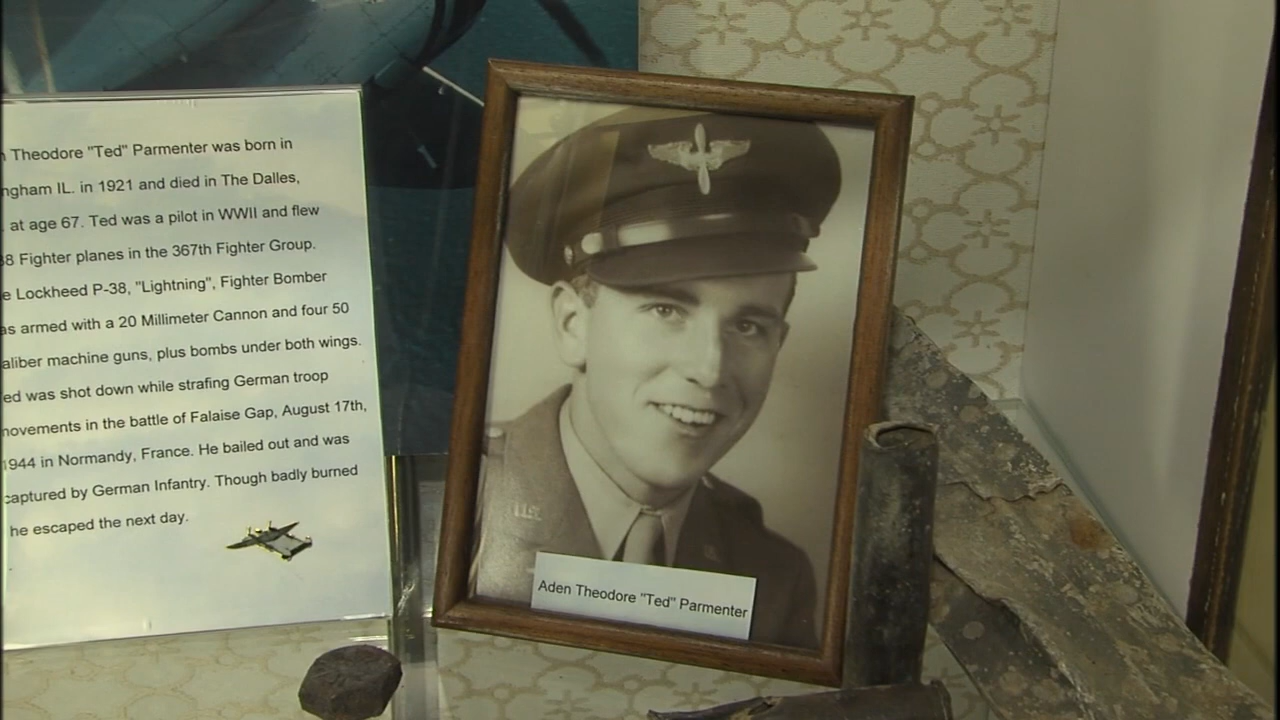 Theodore "Ted" Parmenter was born in
ngham IL. in 1921 and died in The Dalles,
. at age 67. Ted was a pilot in WWII and flew
38 Fighter planes in the 367th Fighter Group.
e Lockheed P-38, "Lightning", Fighter Bomber
as armed with a 20 Millimeter Cannon and four 50
aliber machine guns, plus bombs under both wings.
ed was shot down while strafing German troop
movements in the battle of Falaise Gap, August 17th,
1944 in Normandy, France. He bailed out and was
captured by German Infantry. Though badly burned
he escaped the next day.
Aden Theodore "Ted" Parmenter